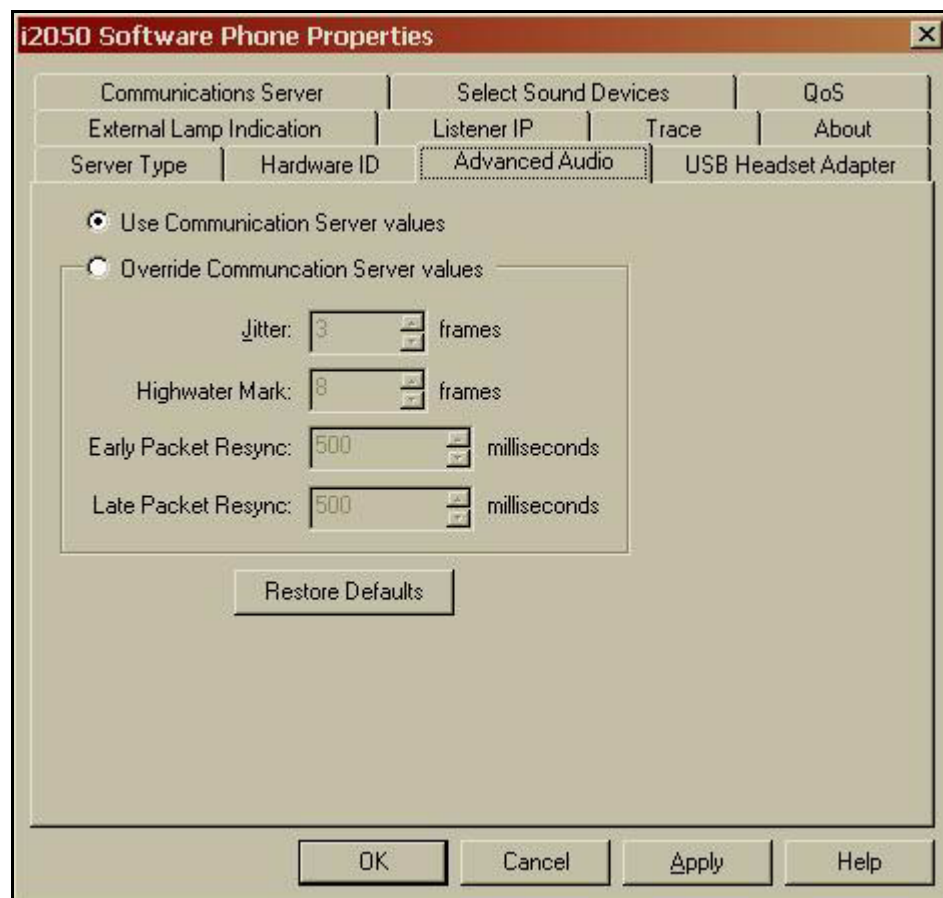 i2050 Software Phone Properties
Communications Server Select Sound Devices QoS
External Lamp Indication Listener IP Trace About
Server Type Hardware ID Advanced Audio USB Headset Adapter
Use Communication Server values
Override Communcation Server values
Jitter: 3 frames
Highwater Mark: 8 frames
Early Packet Resync: 500 milliseconds
Late Packet Resync: 500 milliseconds
Restore Defaults
OK Cancel Apply Help